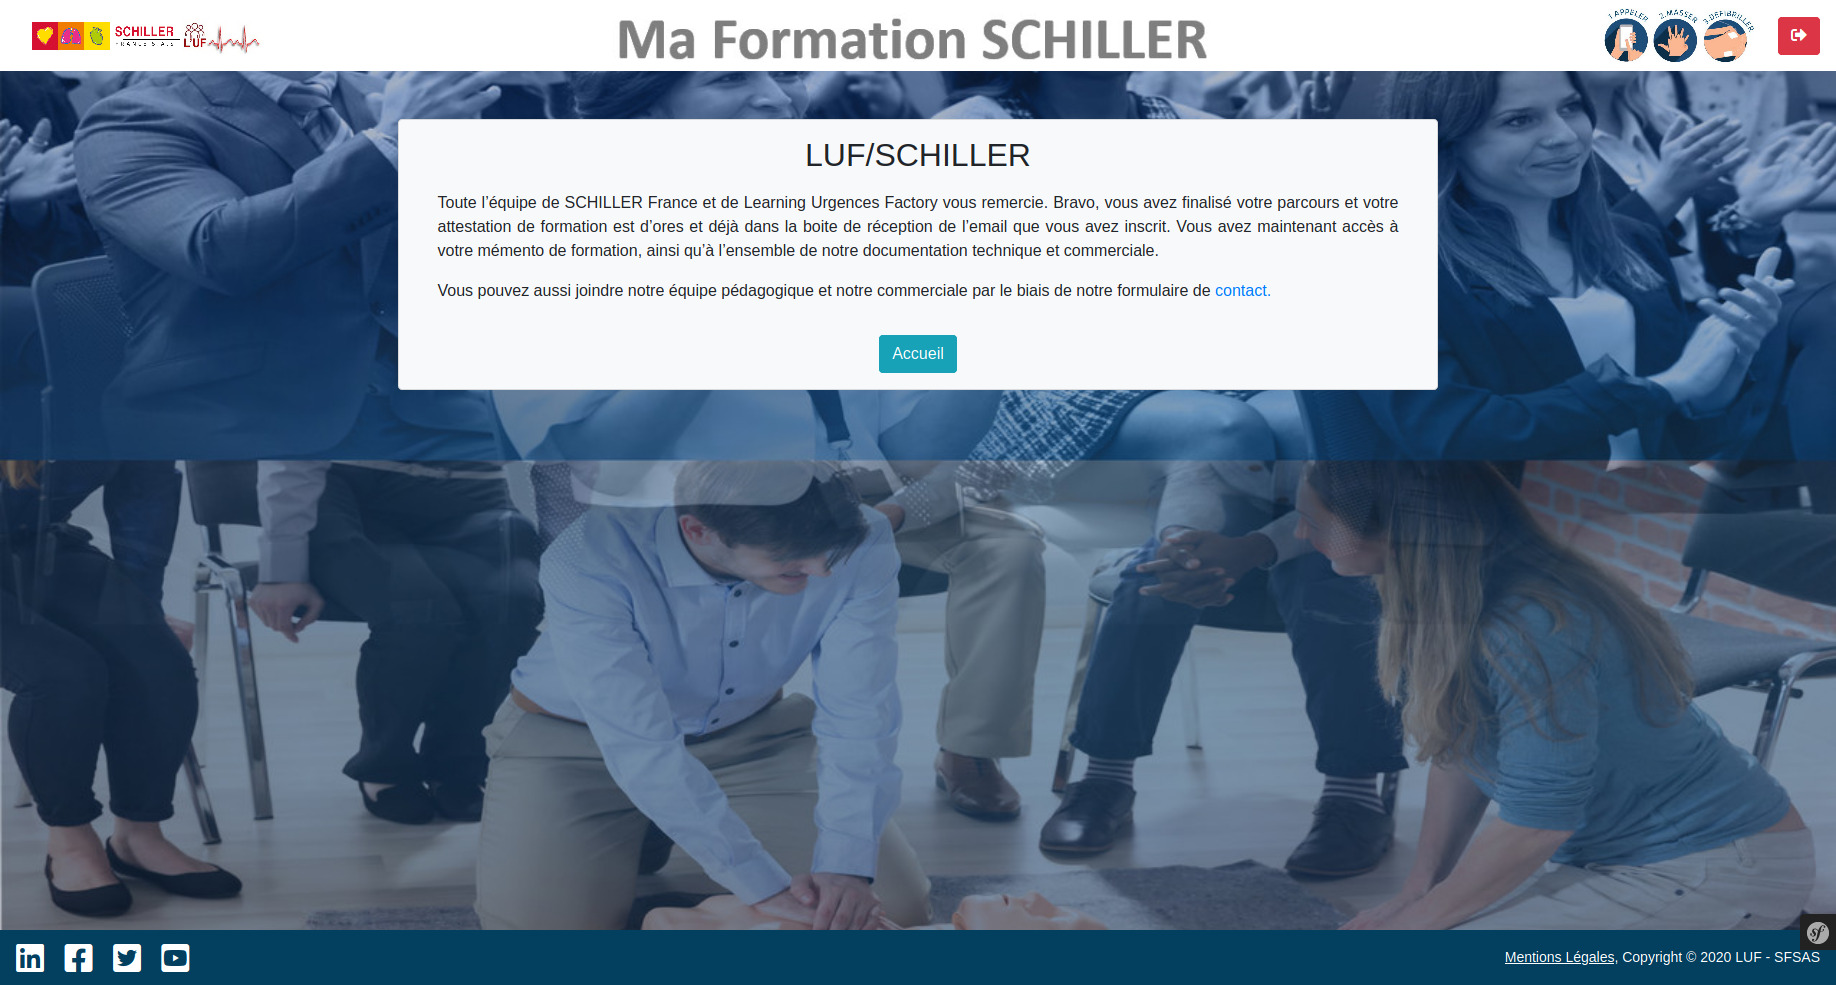 SCHILLER
FRANCE S.A.S
LUF
Ma Formation SCHILLER
1.APPELER
2.MASSER
3.DÉFIBRILLER
LUF/SCHILLER
Toute l’équipe de SCHILLER France et de Learning Urgences Factory vous remercie. Bravo, vous avez finalisé votre parcours et votre
attestation de formation est d’ores et déjà dans la boite de réception de l’email que vous avez inscrit. Vous avez maintenant accès à
votre mémento de formation, ainsi qu’à l’ensemble de notre documentation technique et commerciale.
Vous pouvez aussi joindre notre équipe pédagogique et notre commerciale par le biais de notre formulaire de contact.
Accueil
Mentions Légales, Copyright © 2020 LUF - SFSAS